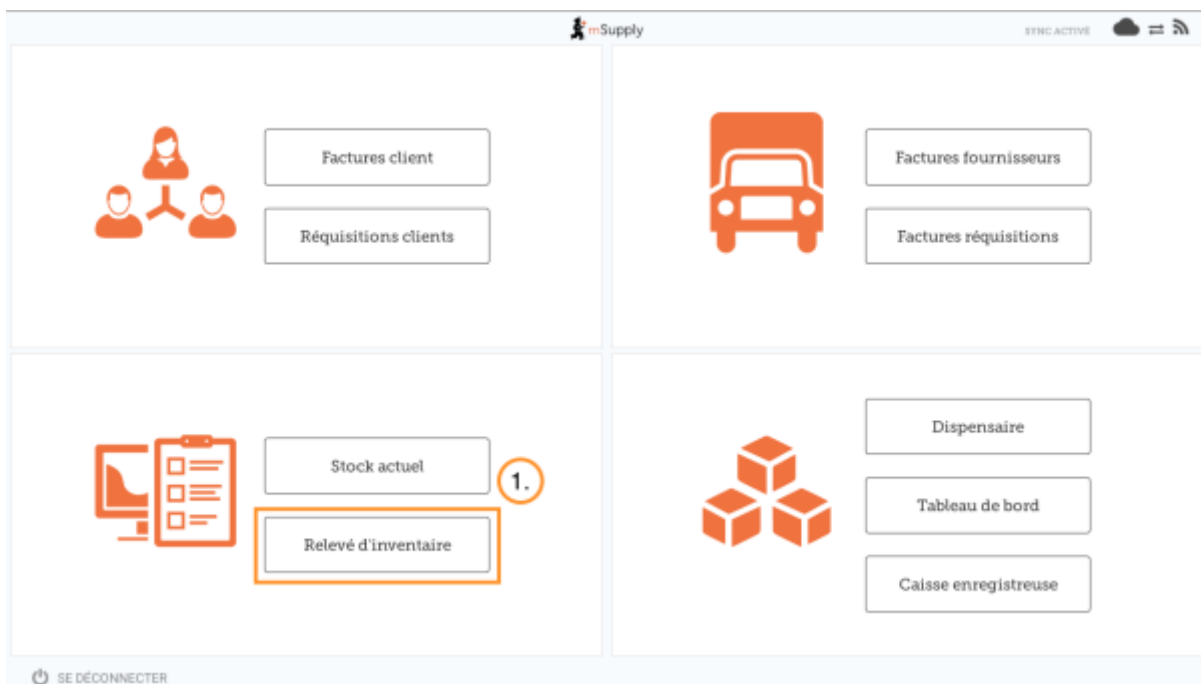 mSupply
SYNC ACTIVE
Factures client
Réquisitions clients
Factures fournisseurs
Factures réquisitions
Stock actuel
1.
Relevé d'inventaire
Dispensaire
Tableau de bord
Caisse enregistreuse
SE DÉCONNECTER